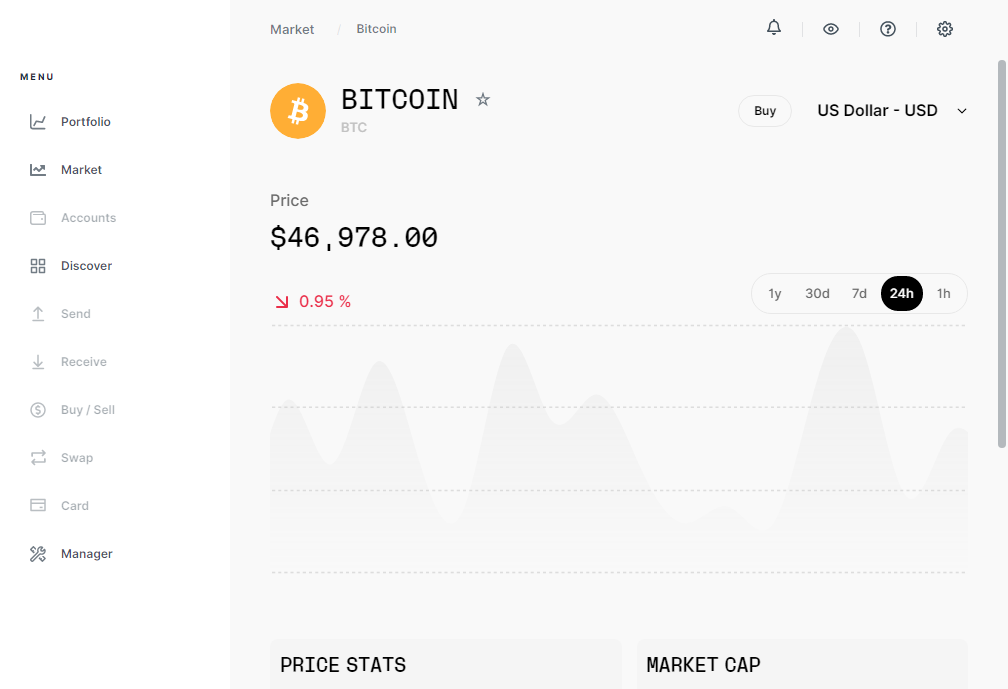 Market / Bitcoin
MENU
Portfolio
Market
Accounts
Discover
Send
Receive
Buy / Sell
Swap
Card
Manager
BITCOIN
BTC
Buy
US Dollar - USD
Price
$46,978.00
0.95 %
1y 30d 7d 24h 1h
PRICE STATS
MARKET CAP